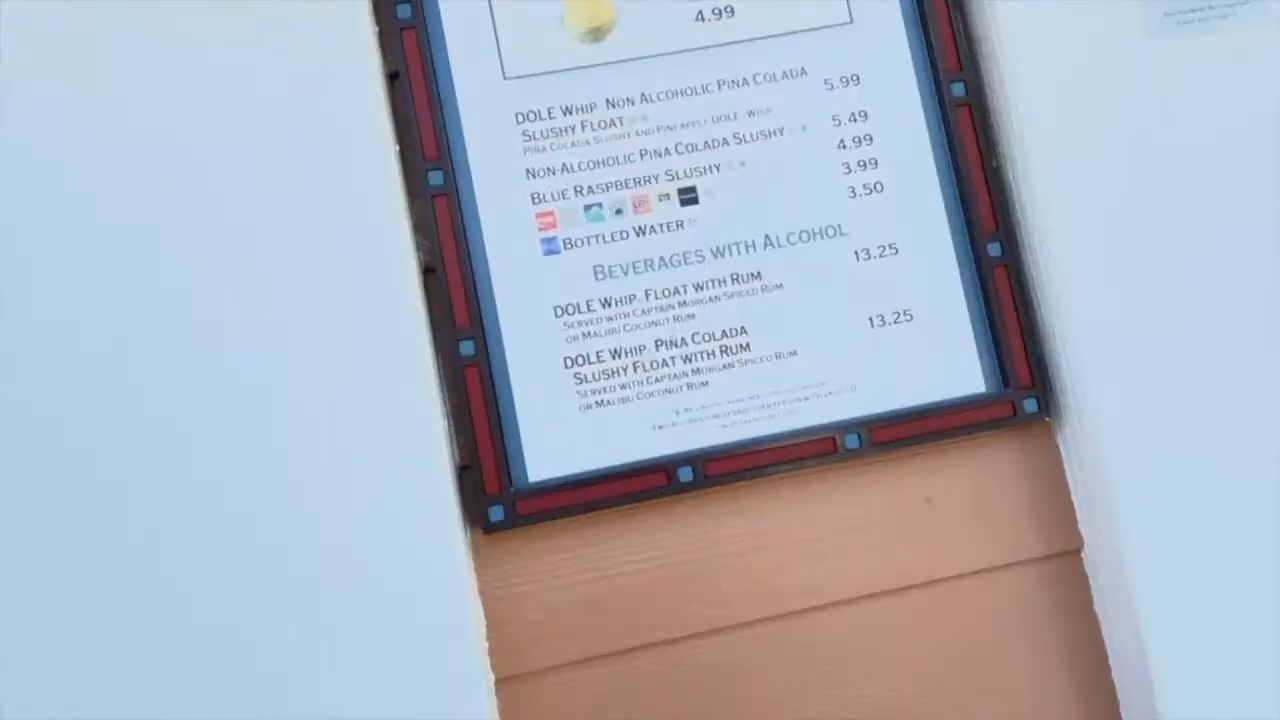 4.99
DOLE WHIP NON ALCOHOLIC PINA COLADA 5.99
SLUSHY FLOAT
PINA COLADA SLUSHY AND PINEAPPLE DOLE WHIP
NON-ALCOHOLIC PINA COLADA SLUSHY 5.49
BLUE RASPBERRY SLUSHY 4.99
3.99
BOTTLED WATER 3.50
BEVERAGES WITH ALCOHOL
DOLE WHIP FLOAT WITH RUM 13.25
SERVED WITH CAPTAIN MORGAN SPICED RUM
OR MALIBU COCONUT RUM
DOLE WHIP PINA COLADA 13.25
SLUSHY FLOAT WITH RUM
SERVED WITH CAPTAIN MORGAN SPICED RUM
OR MALIBU COCONUT RUM